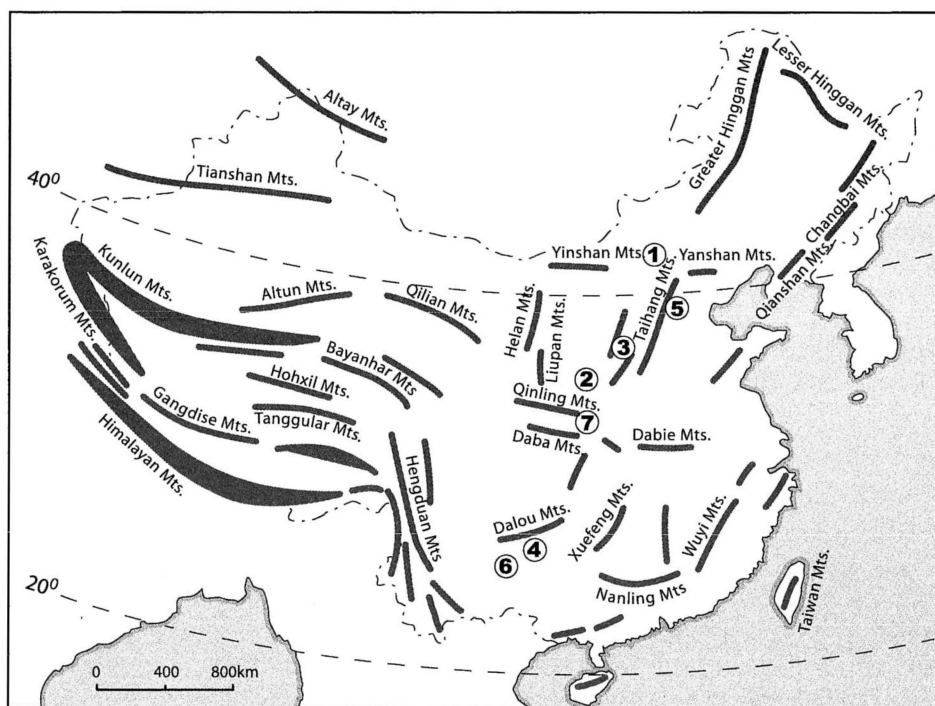 Lesser Hinggan Mts.
Greater Hinggan Mts
Altay Mts.
Tianshan Mts.
40⁰
Changbai Mts.
Karakorum Mts.
Kunlun Mts.
Yinshan Mts.
1
Yanshan Mts.
Qianshan Mts.
Altun Mts.
Qilian Mts.
Helan Mts.
Liupan Mts.
Taihang Mts.
5
3
Bayanhar Mts
2
Hohxil Mts.
Qinling Mts.
7
Gangdise Mts.
Tanggular Mts.
Daba Mts.
Dabie Mts.
Himalayan Mts.
Hengduan Mts
Dalou Mts.
4
6
Xuefeng Mts.
Wuyi Mts.
Nanling Mts
Taiwan Mts.
20⁰
0 400 800km